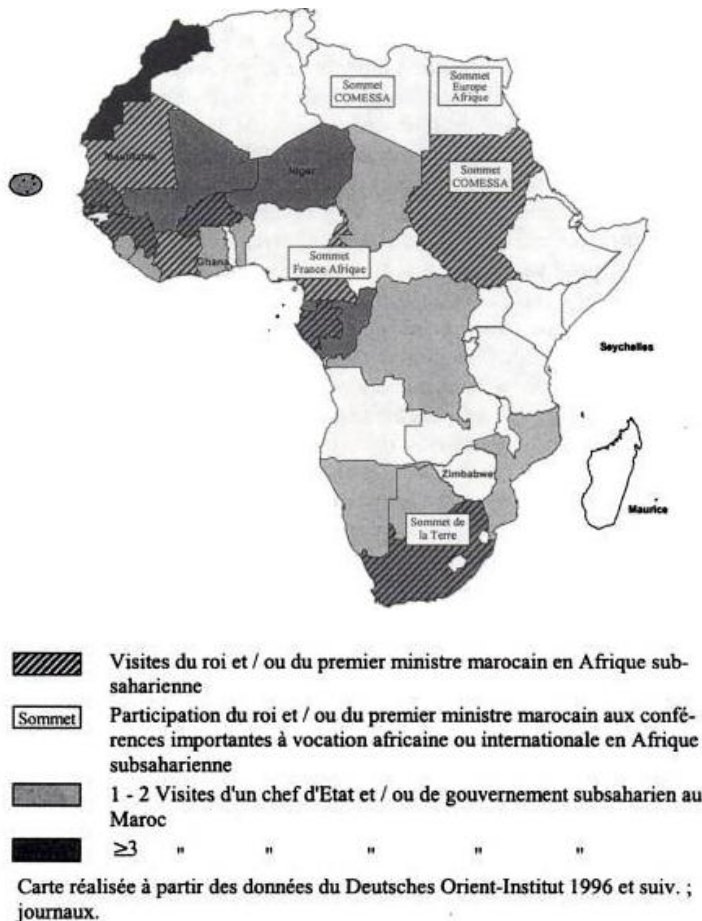 Sommet
COMESSA
Sommet
Europe
Afrique
Mauritanie
Niger
Sommet
COMESSA
Ghana
Sommet
France Afrique
Seychelles
Zimbabwe
Maurice
Sommet de
la Terre
Visites du roi et / ou du premier ministre marocain en Afrique sub-
saharienne
Sommet
Participation du roi et / ou du premier ministre marocain aux confé-
rences importantes à vocation africaine ou internationale en Afrique
subsaharienne
1 - 2 Visites d'un chef d'Etat et / ou de gouvernement subsaharien au
Maroc
≥3 " " " " "
Carte réalisée à partir des données du Deutsches Orient-Institut 1996 et suiv. ;
journaux.